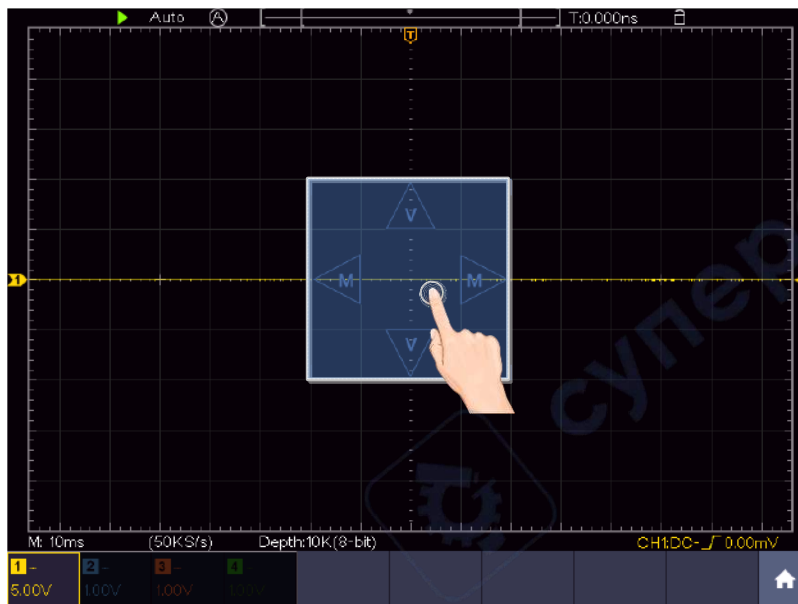 Auto A T:0.000ns
T
V
1 M M
V
супер
M: 10ms (50KS/s) Depth:10K(8-bit) CH1:DC- 0.00mV
1 2 3 4
5.00V 1.00V 1.00V 1.00V